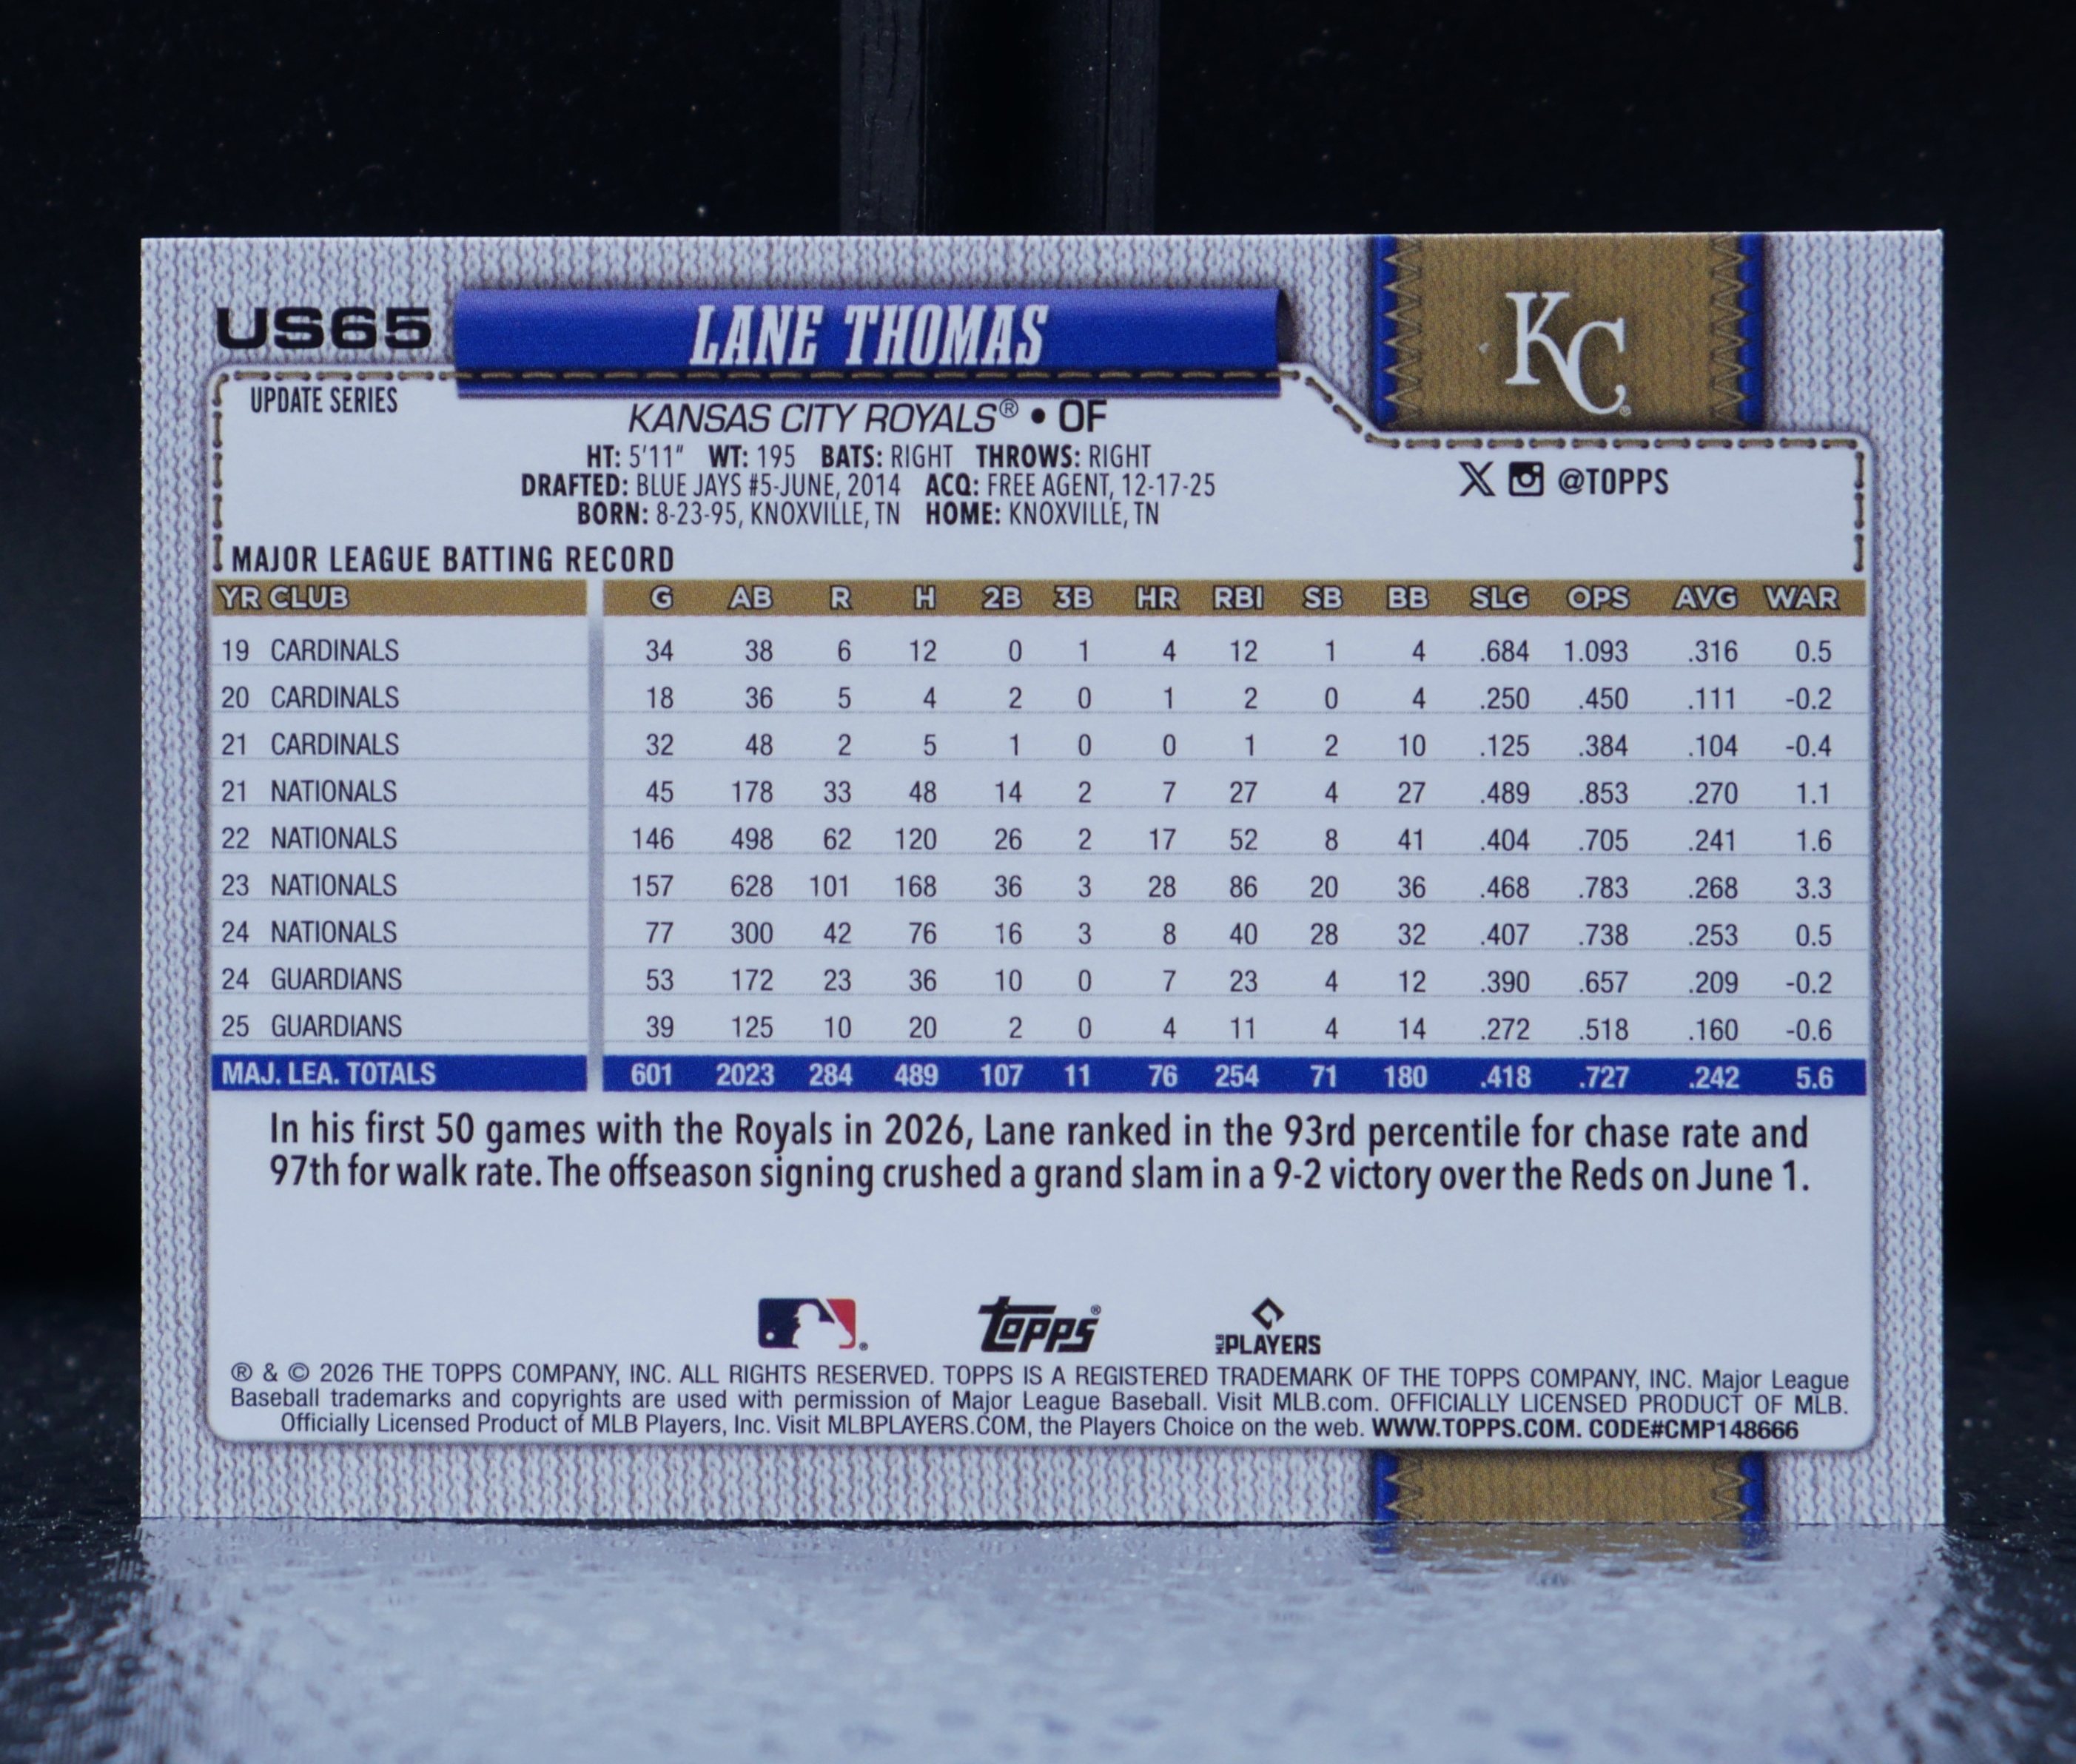 US65
LANE THOMAS
KC
UPDATE SERIES
KANSAS CITY ROYALS® • OF
HT: 5'11" WT: 195 BATS: RIGHT THROWS: RIGHT
DRAFTED: BLUE JAYS #5-JUNE, 2014 ACQ: FREE AGENT, 12-17-25
BORN: 8-23-95, KNOXVILLE, TN HOME: KNOXVILLE, TN
@TOPPS
MAJOR LEAGUE BATTING RECORD
YR CLUB G AB R H 2B 3B HR RBI SB BB SLG OPS AVG WAR
19 CARDINALS 34 38 6 12 0 1 4 12 1 4 .684 1.093 .316 0.5
20 CARDINALS 18 36 5 4 2 0 1 2 0 4 .250 .450 .111 -0.2
21 CARDINALS 32 48 2 5 1 0 0 1 2 10 .125 .384 .104 -0.4
21 NATIONALS 45 178 33 48 14 2 7 27 4 27 .489 .853 .270 1.1
22 NATIONALS 146 498 62 120 26 2 17 52 8 41 .404 .705 .241 1.6
23 NATIONALS 157 628 101 168 36 3 28 86 20 36 .468 .783 .268 3.3
24 NATIONALS 77 300 42 76 16 3 8 40 28 32 .407 .738 .253 0.5
24 GUARDIANS 53 172 23 36 10 0 7 23 4 12 .390 .657 .209 -0.2
25 GUARDIANS 39 125 10 20 2 0 4 11 4 14 .272 .518 .160 -0.6
MAJ. LEA. TOTALS 601 2023 284 489 107 11 76 254 71 180 .418 .727 .242 5.6
In his first 50 games with the Royals in 2026, Lane ranked in the 93rd percentile for chase rate and
97th for walk rate. The offseason signing crushed a grand slam in a 9-2 victory over the Reds on June 1.
Topps® MLB PLAYERS
® & © 2026 THE TOPPS COMPANY, INC. ALL RIGHTS RESERVED. TOPPS IS A REGISTERED TRADEMARK OF THE TOPPS COMPANY, INC. Major League
Baseball trademarks and copyrights are used with permission of Major League Baseball. Visit MLB.com. OFFICIALLY LICENSED PRODUCT OF MLB.
Officially Licensed Product of MLB Players, Inc. Visit MLBPLAYERS.COM, the Players Choice on the web. WWW.TOPPS.COM. CODE#CMP148666